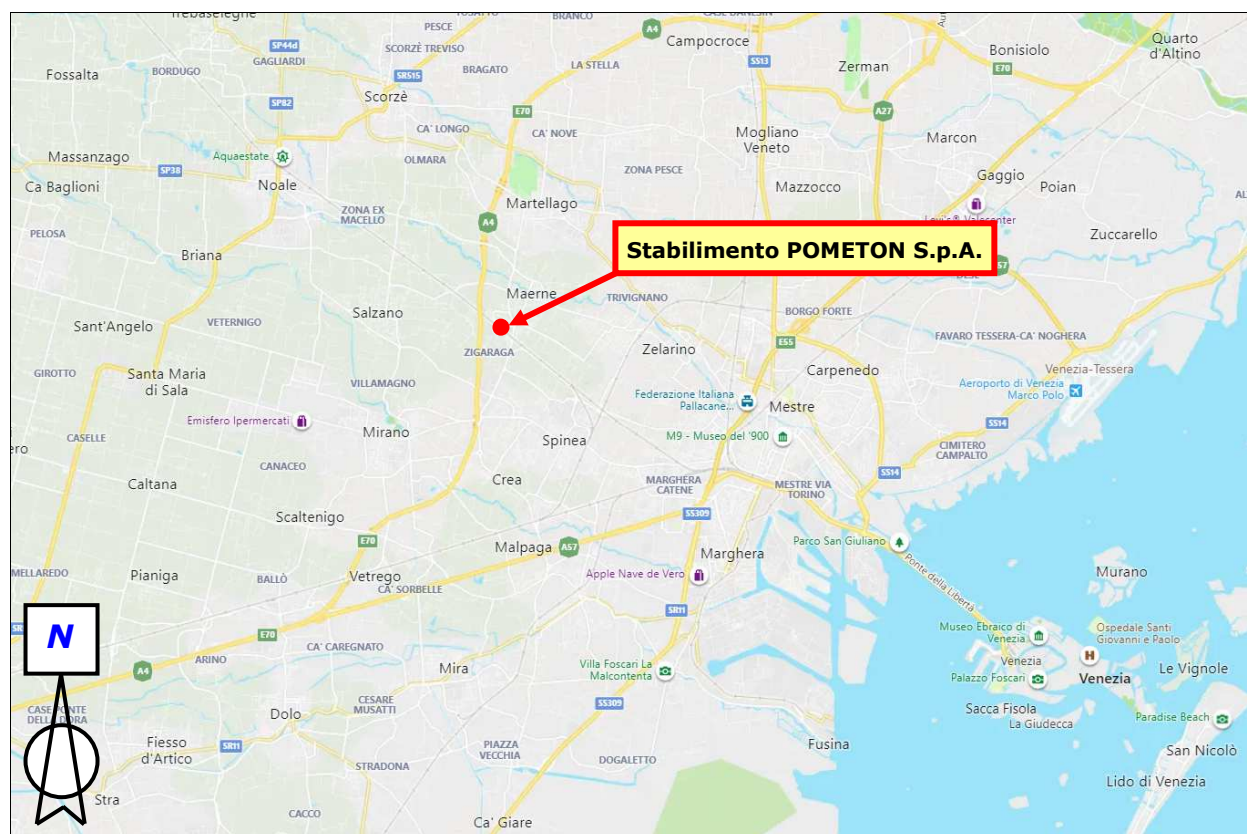 Trebaseleghe
PESCE
BRANCO
A4
Campocroce
Quarto
d'Altino
SP44d
GAGLIARDI
SCORZÈ TREVISO
SS13
Bonisiolo
E70
Fossalta
BORDUGO
SR515
BRAGATO
LA STELLA
Zerman
Scorzè
SP82
E70
A27
CA' LONGO
CA' NOVE
Mogliano
Veneto
Marcon
Massanzago
Aquaestate
OLMARA
SP38
ZONA PESCE
Gaggio
Ca Baglioni
Noale
Mazzocco
Poian
Martellago
ZONA EX
MACELLO
A4
PELOSA
Zuccarello
Stabilimento POMETON S.p.A.
Briana
Maerne
TRIVIGNANO
Salzano
BORGO FORTE
Sant'Angelo
VETERNIGO
FAVARO TESSERA-CA' NOGHERA
E55
ZIGARAGA
Zelarino
GIROTTO
Santa Maria
di Sala
Carpenedo
Venezia-Tessera
VILLAMAGNO
Aeroporto di Venezia
Marco Polo
Federazione Italiana
Pallacane...
Mestre
Emisfero Ipermercati
SS14
CASELLE
Mirano
Spinea
M9 - Museo del '900
CIMITERO
CAMPALTO
CANACEO
SS14
Caltana
Crea
MARGHERA
CATENE
MESTRE VIA
TORINO
Scaltenigo
SS309
E70
Malpaga
A57
Marghera
Parco San Giuliano
MELLAREDO
Pianiga
BALLÒ
Vetrego
Apple Nave de Vero
Ponte della Libertà
Murano
CA' SORBELLE
SR11
N
Museo Ebraico di
Venezia
Ospedale Santi
Giovanni e Paolo
E70
CA' CAREGNATO
H
A4
ARINO
Mira
Villa Foscari La
Malcontenta
Venezia
Palazzo Foscari
Venezia
Le Vignole
CASE PONTE
DELL'DORA
Dolo
CESARE
MUSATTI
SS309
Sacca Fisola
La Giudecca
Paradise Beach
Fiesso
d'Artico
SR11
PIAZZA
VECCHIA
Fusina
San Nicolò
STRADONA
DOGALETTO
Lido di Venezia
Stra
CACCO
Ca' Giare